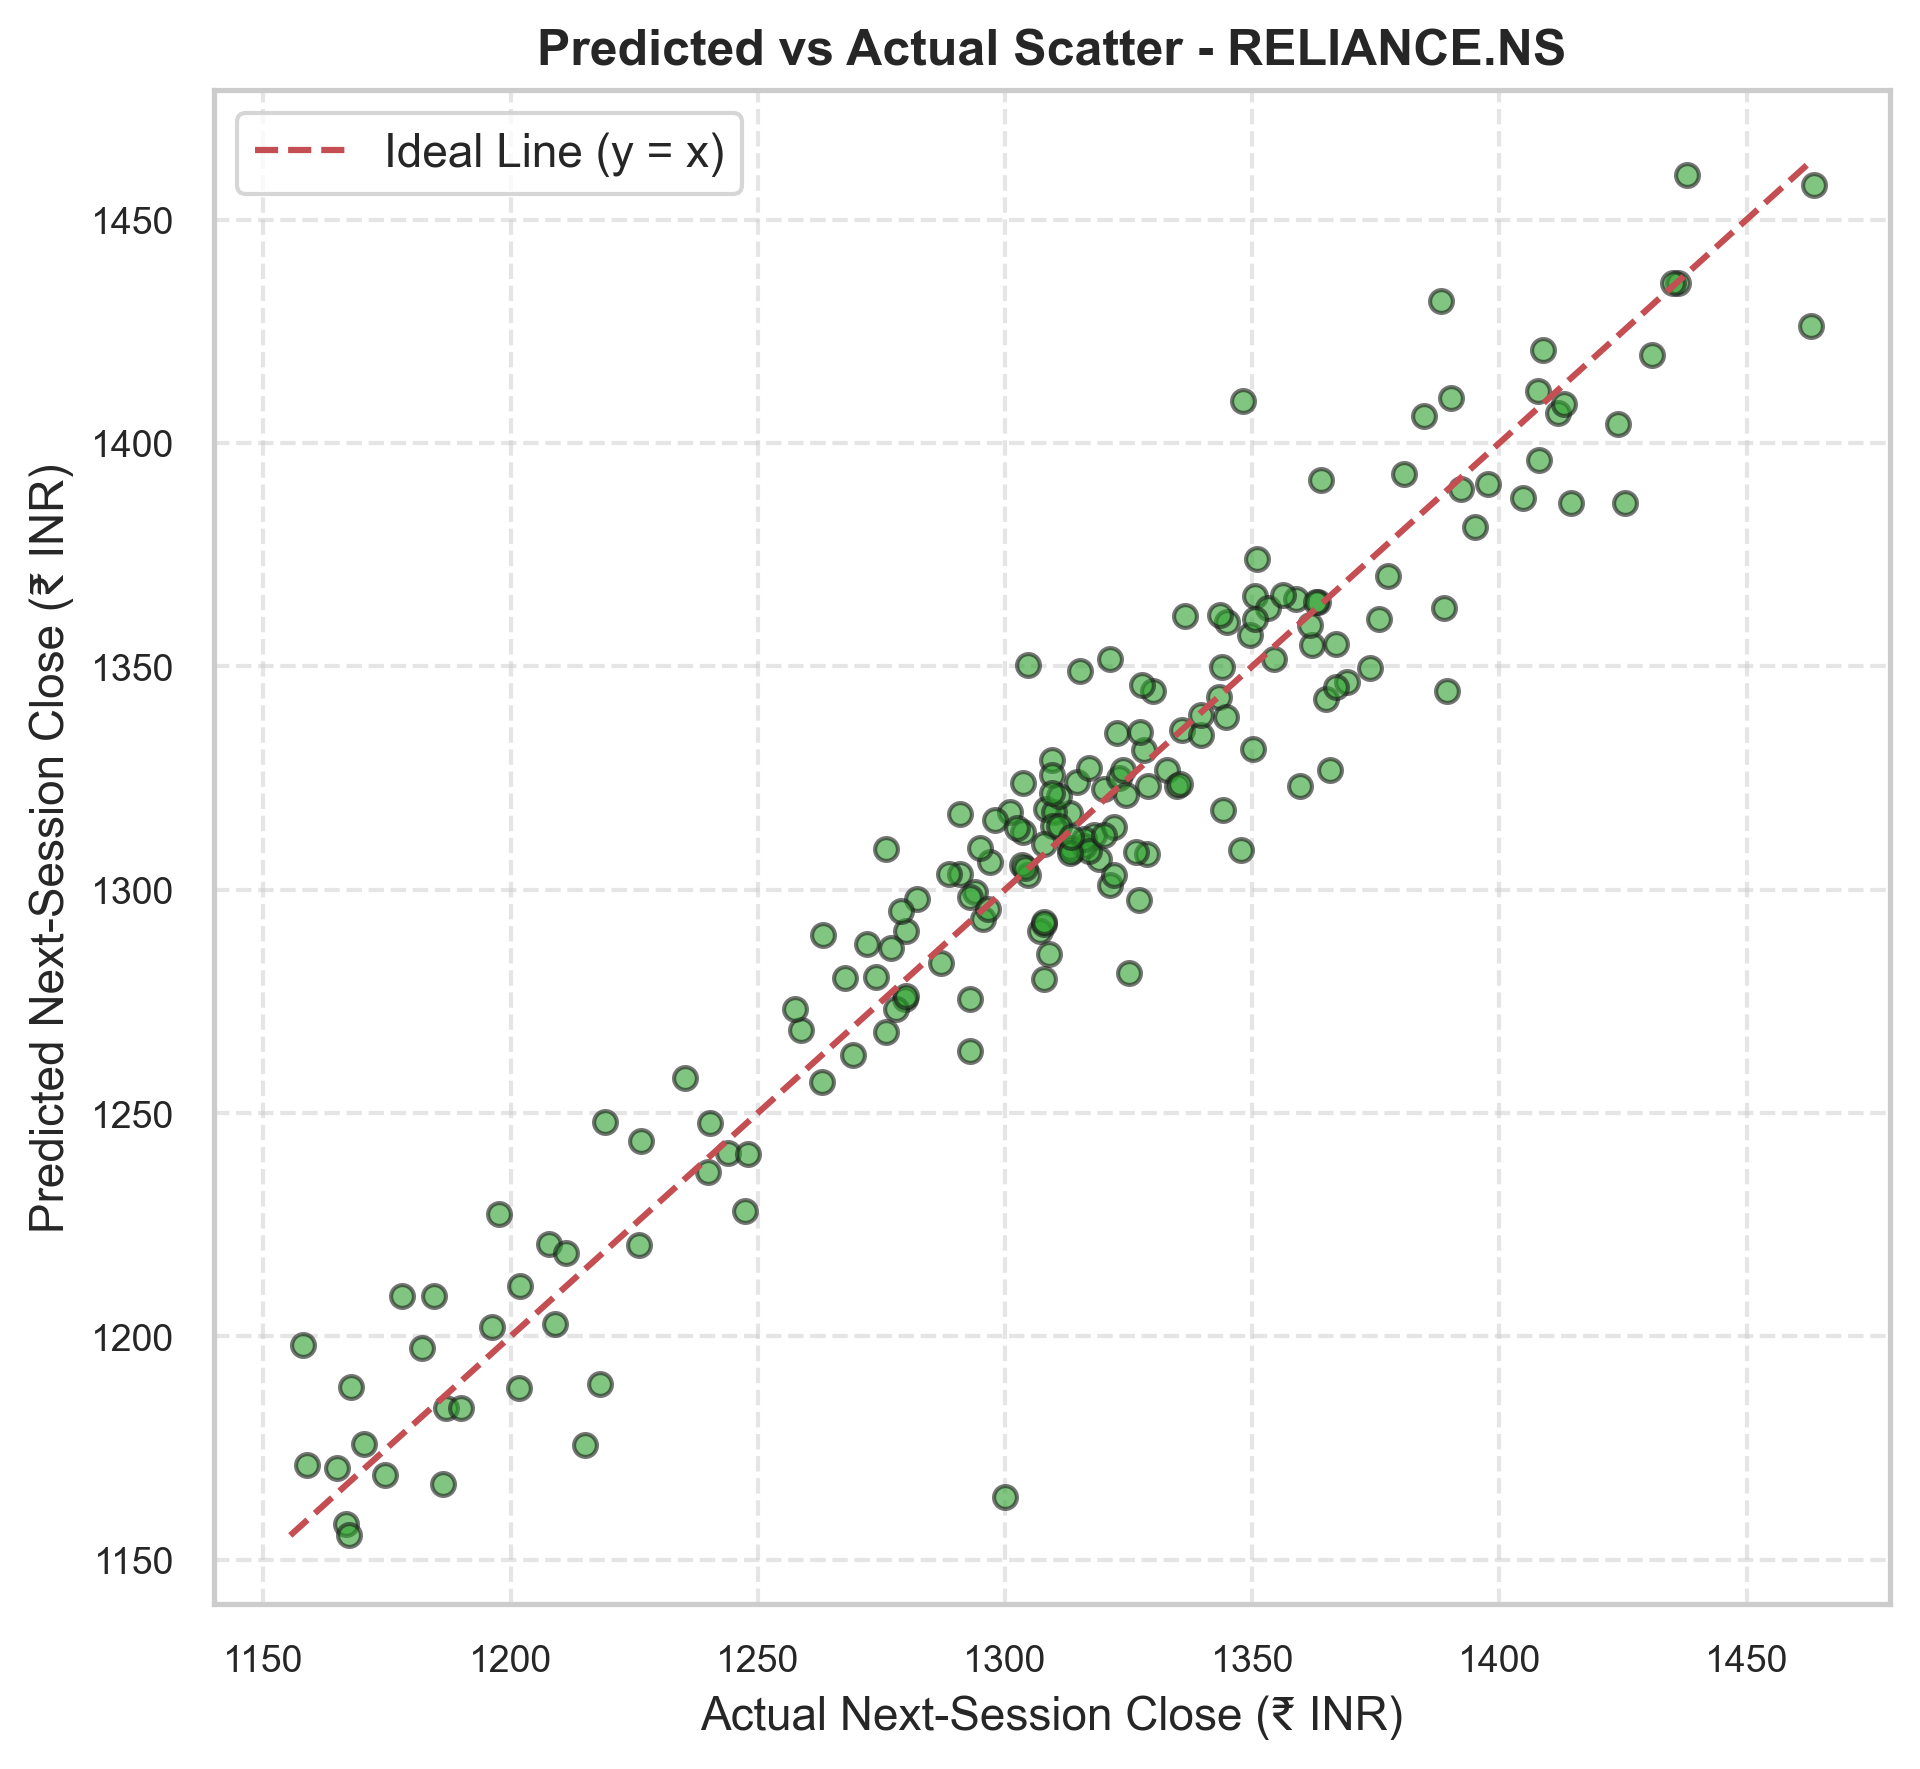 Predicted vs Actual Scatter - RELIANCE.NS
Ideal Line (y = x)
Predicted Next-Session Close (₹ INR)
1450
1400
1350
1300
1250
1200
1150
1150 1200 1250 1300 1350 1400 1450
Actual Next-Session Close (₹ INR)